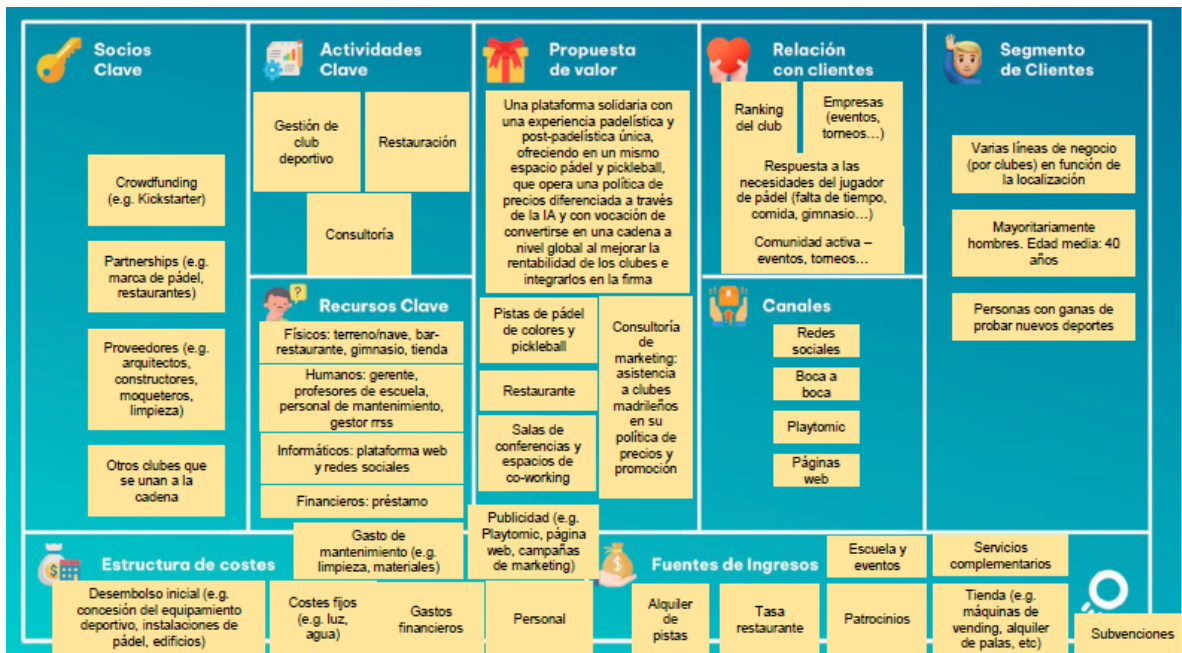 Socios
Clave
Crowdfunding
(e.g. Kickstarter)
Partnerships (e.g.
marca de pádel,
restaurantes)
Proveedores (e.g.
arquitectos,
constructores,
moqueteros,
limpieza)
Otros clubes que
se unan a la
cadena
Actividades
Clave
Gestión de
club
deportivo
Restauración
Consultoría
Recursos Clave
Físicos: terreno/nave, bar-
restaurante, gimnasio, tienda
Humanos: gerente,
profesores de escuela,
personal de mantenimiento,
gestor rrss
Informáticos: plataforma web
y redes sociales
Financieros: préstamo
Propuesta
de valor
Una plataforma solidaria con
una experiencia padelística y
post-padelística única,
ofreciendo en un mismo
espacio pádel y pickleball,
que opera una política de
precios diferenciada a través
de la IA y con vocación de
convertirse en una cadena a
nivel global al mejorar la
rentabilidad de los clubes e
integrarlos en la firma
Pistas de pádel
de colores y
pickleball
Restaurante
Salas de
conferencias y
espacios de
co-working
Consultoría
de
marketing:
asistencia
a clubes
madrileños
en su
política de
precios y
promoción
Relación
con clientes
Ranking
del club
Empresas
(eventos,
torneos…)
Respuesta a las
necesidades del jugador
de pádel (falta de tiempo,
comida, gimnasio…)
Comunidad activa –
eventos, torneos…
Canales
Redes
sociales
Boca a
boca
Playtomic
Páginas
web
Segmento
de Clientes
Varias líneas de negocio
(por clubes) en función de
la localización
Mayoritariamente
hombres. Edad media: 40
años
Personas con ganas de
probar nuevos deportes
Estructura de costes
Desembolso inicial (e.g.
concesión del equipamiento
deportivo, instalaciones de
pádel, edificios)
Gasto de
mantenimiento (e.g.
limpieza, materiales)
Costes fijos
(e.g. luz,
agua)
Gastos
financieros
Publicidad (e.g.
Playtomic, página
web, campañas
de marketing)
Personal
Fuentes de Ingresos
Alquiler
de
pistas
Tasa
restaurante
Escuela y
eventos
Patrocinios
Servicios
complementarios
Tienda (e.g.
máquinas de
vending, alquiler
de palas, etc)
Subvenciones